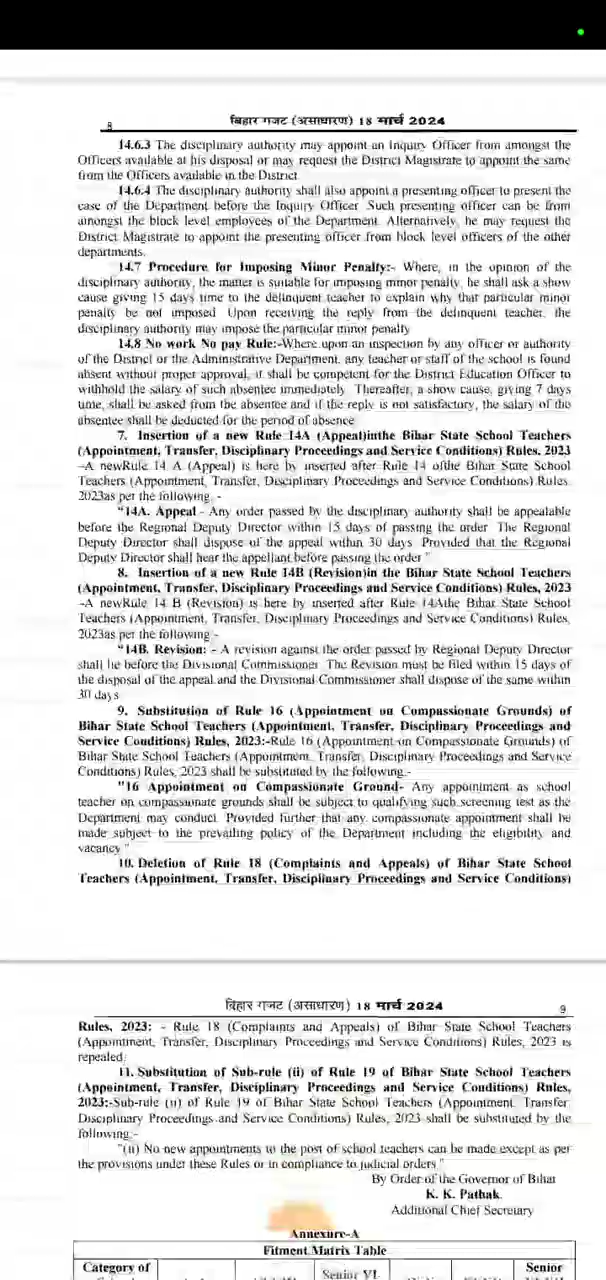 8 बिहार गजट (असाधारण) 18 मार्च 2024
14.6.3 The disciplinary authority may appoint an Inquiry Officer from amongst the
Officers available at his disposal or may request the District Magistrate to appoint the same
from the Officers available in the District
14.6.4 The disciplinary authority shall also appoint a presenting officer to present the
case of the Department before the Inquiry Officer Such presenting officer can be from
amongst the block level employees of the Department. Alternatively, he may request the
District Magistrate to appoint the presenting officer from block level officers of the other
departments.
14.7 Procedure for Imposing Minor Penalty:- Where, in the opinion of the
disciplinary authority, the matter is suitable for imposing minor penalty, he shall ask a show
cause giving 15 days time to the delinquent teacher to explain why that particular minor
penalty be not imposed Upon receiving the reply from the delinquent teacher, the
disciplinary authority may impose the particular minor penalty
14.8 No work No pay Rule:-Where upon an inspection by any officer or authority
of the District or the Administrative Department, any teacher or staff of the school is found
absent without proper approval, it shall be competent for the District Education Officer to
withhold the salary of such absentee immediately Thereafter, a show cause, giving 7 days
time, shall be asked from the absentee and if the reply is not satisfactory, the salary of the
absentee shall be deducted for the period of absence
7. Insertion of a new Rule 14A (Appeal)inthe Bihar State School Teachers
(Appointment, Transfer, Disciplinary Proceedings and Service Conditions) Rules, 2023
-A newRule 14 A (Appeal) is here by inserted after Rule 14 ofthe Bihar State School
Teachers (Appointment, Transfer, Disciplinary Proceedings and Service Conditions) Rules,
2023as per the following. -
"14A. Appeal - Any order passed by the disciplinary authority shall be appealable
before the Regional Deputy Director within 15 days of passing the order The Regional
Deputy Director shall dispose of the appeal within 30 days Provided that the Regional
Deputy Director shall hear the appellant before passing the order "
8. Insertion of a new Rule 14B (Revision)in the Bihar State School Teachers
(Appointment, Transfer, Disciplinary Proceedings and Service Conditions) Rules, 2023
-A newRule 14 B (Revision) is here by inserted after Rule 14Athe Bihar State School
Teachers (Appointment, Transfer, Disciplinary Proceedings and Service Conditions) Rules,
2023as per the following -
"14B. Revision: - A revision against the order passed by Regional Deputy Director
shall lie before the Divisional Commissioner The Revision must be filed within 15 days of
the disposal of the appeal and the Divisional Commissioner shall dispose of the same within
30 days
9. Substitution of Rule 16 (Appointment on Compassionate Grounds) of
Bihar State School Teachers (Appointment, Transfer, Disciplinary Proceedings and
Service Conditions) Rules, 2023:-Rule 16 (Appointment on Compassionate Grounds) of
Bihar State School Teachers (Appointment, Transfer, Disciplinary Proceedings and Service
Conditions) Rules, 2023 shall be substituted by the following.-
"16 Appointment on Compassionate Ground- Any appointment as school
teacher on compassionate grounds shall be subject to qualifying such screening test as the
Department may conduct. Provided further that any compassionate appointment shall be
made subject to the prevailing policy of the Department including the eligibility and
vacancy "
10. Deletion of Rule 18 (Complaints and Appeals) of Bihar State School
Teachers (Appointment, Transfer, Disciplinary Proceedings and Service Conditions)
बिहार गजट (असाधारण) 18 मार्च 2024 9
Rules, 2023: - Rule 18 (Complaints and Appeals) of Bihar State School Teachers
(Appointment, Transfer, Disciplinary Proceedings and Service Conditions) Rules, 2023 is
repealed.
11. Substitution of Sub-rule (ii) of Rule 19 of Bihar State School Teachers
(Appointment, Transfer, Disciplinary Proceedings and Service Conditions) Rules,
2023:-Sub-rule (ii) of Rule 19 of Bihar State School Teachers (Appointment, Transfer,
Disciplinary Proceedings and Service Conditions) Rules, 2023 shall be substituted by the
following.-
"(ii) No new appointments to the post of school teachers can be made except as per
the provisions under these Rules or in compliance to judicial orders "
By Order of the Governor of Bihar
K. K. Pathak,
Additional Chief Secretary
Annexure-A
Fitment Matrix Table
Category of
Senior VI
Senior